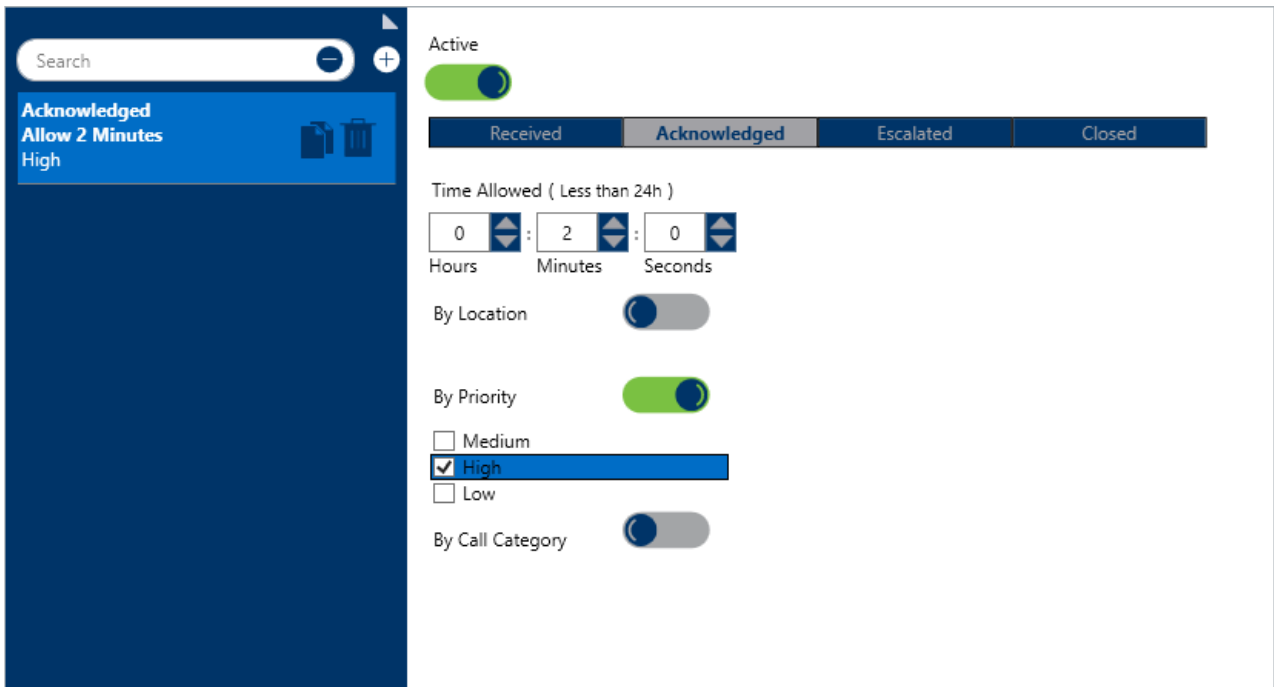 Search
Acknowledged
Allow 2 Minutes
High
Active
Received Acknowledged Escalated Closed
Time Allowed ( Less than 24h )
0 : 2 : 0
Hours Minutes Seconds
By Location
By Priority
Medium
High
Low
By Call Category